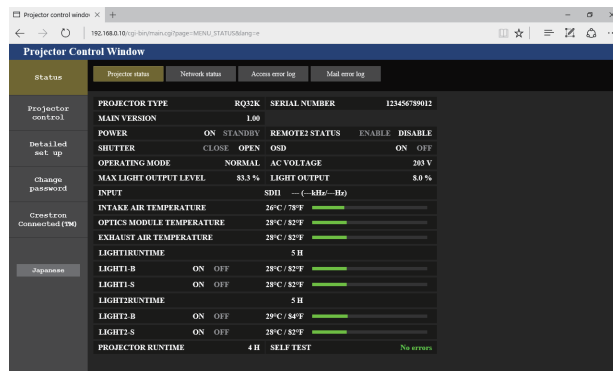 Projector control windov
192.168.0.10/cgi-bin/main.cgi?page=MENU_STATUS&lang=e
Projector Control Window
Status
Projector status
Network status
Access error log
Mail error log
Projector control
Detailed set up
Change password
Crestron Connected(TM)
Japanese
PROJECTOR TYPE RQ32K SERIAL NUMBER 123456789012
MAIN VERSION 1.00
POWER ON STANDBY REMOTE2 STATUS ENABLE DISABLE
SHUTTER CLOSE OPEN OSD ON OFF
OPERATING MODE NORMAL AC VOLTAGE 203 V
MAX LIGHT OUTPUT LEVEL 83.3 % LIGHT OUTPUT 8.0 %
INPUT SDI1 --- (---kHz/---Hz)
INTAKE AIR TEMPERATURE 26°C / 78°F
OPTICS MODULE TEMPERATURE 28°C / 82°F
EXHAUST AIR TEMPERATURE 28°C / 82°F
LIGHT1RUNTIME 5 H
LIGHT1-B ON OFF 28°C / 82°F
LIGHT1-S ON OFF 28°C / 82°F
LIGHT2RUNTIME 5 H
LIGHT2-B ON OFF 29°C / 84°F
LIGHT2-S ON OFF 28°C / 82°F
PROJECTOR RUNTIME 4 H SELF TEST No errors